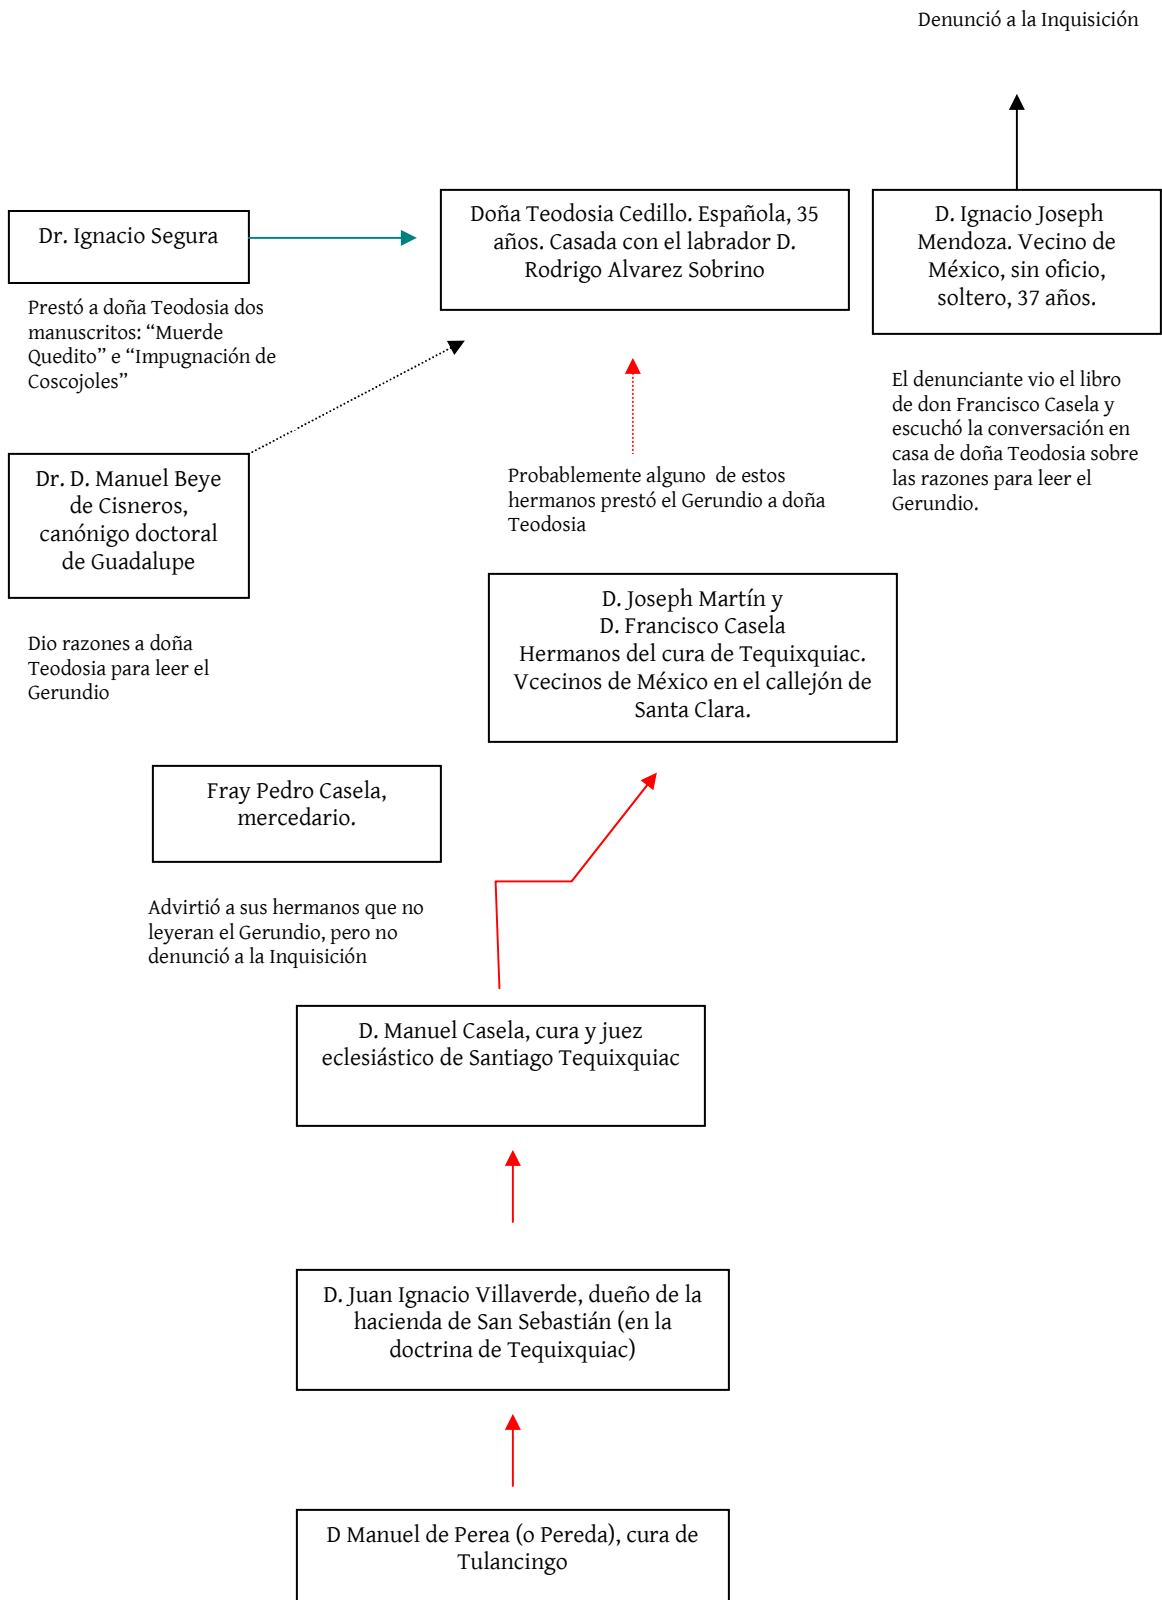 Denunció a la Inquisición
Dr. Ignacio Segura
Prestó a doña Teodosia dos
manuscritos: “Muerde
Quedito” e “Impugnación de
Coscojoles”
Doña Teodosia Cedillo. Española, 35
años. Casada con el labrador D.
Rodrigo Alvarez Sobrino
D. Ignacio Joseph
Mendoza. Vecino de
México, sin oficio,
soltero, 37 años.
El denunciante vio el libro
de don Francisco Casela y
escuchó la conversación en
casa de doña Teodosia sobre
las razones para leer el
Gerundio.
Dr. D. Manuel Beye
de Cisneros,
canónigo doctoral
de Guadalupe
Dio razones a doña
Teodosia para leer el
Gerundio
Probablemente alguno  de estos
hermanos prestó el Gerundio a doña
Teodosia
D. Joseph Martín y
D. Francisco Casela
Hermanos del cura de Tequixquiac.
Vcecinos de México en el callejón de
Santa Clara.
Fray Pedro Casela,
mercedario.
Advirtió a sus hermanos que no
leyeran el Gerundio, pero no
denunció a la Inquisición
D. Manuel Casela, cura y juez
eclesiástico de Santiago Tequixquiac
D. Juan Ignacio Villaverde, dueño de la
hacienda de San Sebastián (en la
doctrina de Tequixquiac)
D Manuel de Perea (o Pereda), cura de
Tulancingo